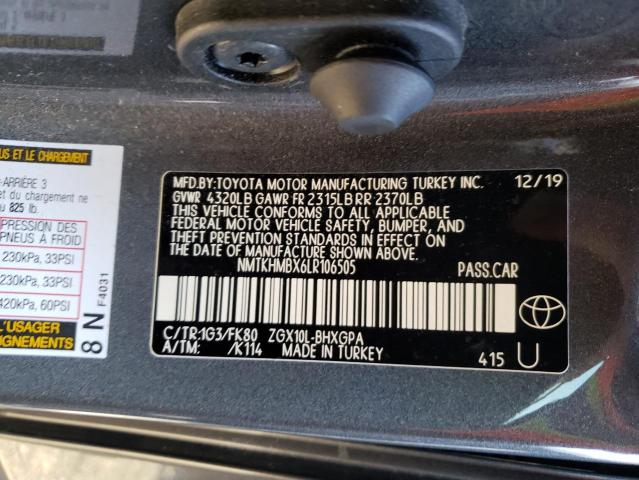 US ET LE CHARGEMENT
-ARRIÈRE 3
et du chargement
ou 825 lb.
PRESSION DES
PNEUS À FROID
230kPa, 33PSI
230kPa, 33PSI
420kPa, 60PSI
L'USAGER
GNEMENTS
8 N F4031
MFD.BY:TOYOTA MOTOR MANUFACTURING TURKEY INC. 12/19
GVWR 4320LB GAWR FR 2315LB RR 2370LB
THIS VEHICLE CONFORMS TO ALL APPLICABLE
FEDERAL MOTOR VEHICLE SAFETY, BUMPER, AND
THEFT PREVENTION STANDARDS IN EFFECT ON
THE DATE OF MANUFACTURE SHOWN ABOVE.
NMTKHMBX6LR106505 PASS.CAR
C/TR:1G3/FK80 ZGX10L-BHXGPA
A/TM: /K114 MADE IN TURKEY 415 U